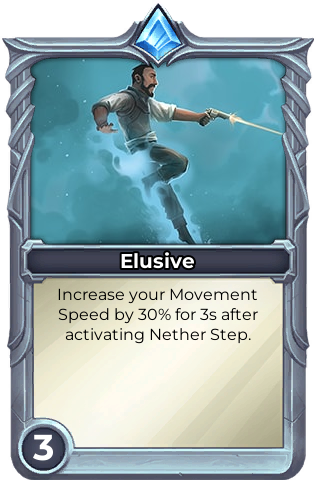 Elusive
Increase your Movement
Speed by 30% for 3s after
activating Nether Step.
3